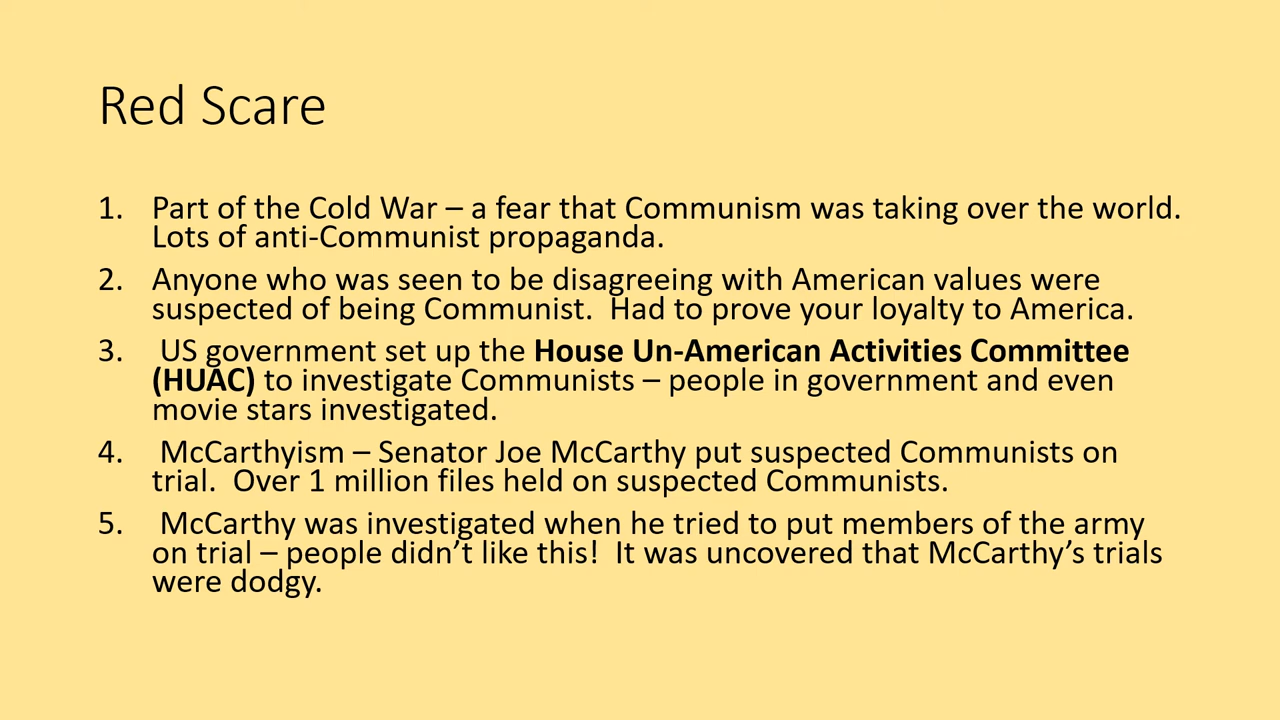 Red Scare
1. Part of the Cold War – a fear that Communism was taking over the world.
Lots of anti-Communist propaganda.
2. Anyone who was seen to be disagreeing with American values were
suspected of being Communist.  Had to prove your loyalty to America.
3. US government set up the House Un-American Activities Committee
(HUAC) to investigate Communists – people in government and even
movie stars investigated.
4. McCarthyism – Senator Joe McCarthy put suspected Communists on
trial.  Over 1 million files held on suspected Communists.
5. McCarthy was investigated when he tried to put members of the army
on trial – people didn’t like this!  It was uncovered that McCarthy’s trials
were dodgy.